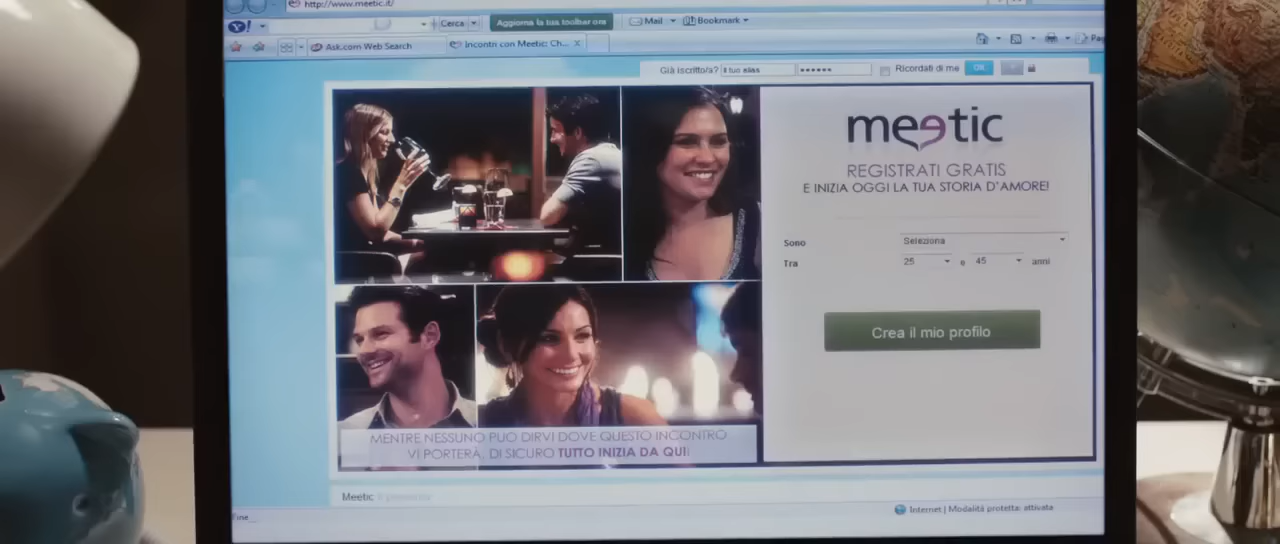 http://www.meetic.it/
Y! Cerca Aggiorna la tua toolbar ora Mail Bookmark
Ask.com Web Search Incontri con Meetic: Ch... X Pag
Già iscritto/a? il tuo alias •••••• Ricordati di me OK
meetic
REGISTRATI GRATIS
E INIZIA OGGI LA TUA STORIA D'AMORE!
Sono Seleziona
Tra 25 e 45 anni
Crea il mio profilo
MENTRE NESSUNO PUÒ DIRVI DOVE QUESTO INCONTRO
VI PORTERÀ, DI SICURO TUTTO INIZIA DA QUI!
Meetic
Internet | Modalità protetta: attivata